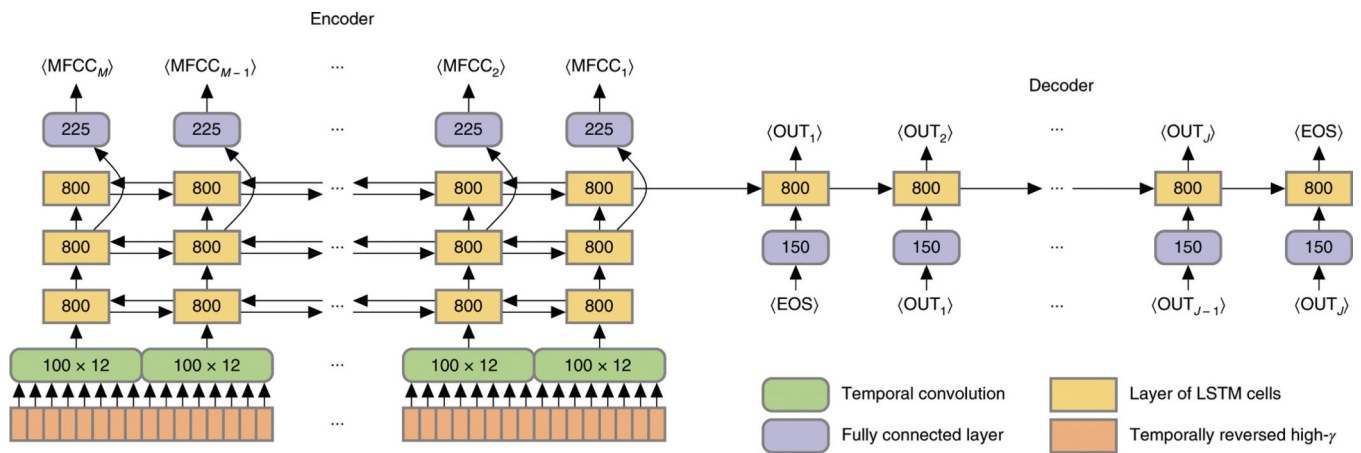 Encoder
⟨MFCC_M⟩ ⟨MFCC_{M−1}⟩ ... ⟨MFCC_2⟩ ⟨MFCC_1⟩
Decoder
225 225 ... 225 225
⟨OUT_1⟩ ⟨OUT_2⟩ ... ⟨OUT_J⟩ ⟨EOS⟩
800 800 ... 800 800 800 800 ... 800 800
800 800 ... 800 800 150 150 ... 150 150
800 800 ... 800 800 ⟨EOS⟩ ⟨OUT_1⟩ ... ⟨OUT_{J−1}⟩ ⟨OUT_J⟩
100 × 12 100 × 12 ... 100 × 12 100 × 12
...
Temporal convolution
Layer of LSTM cells
Fully connected layer
Temporally reversed high-γ